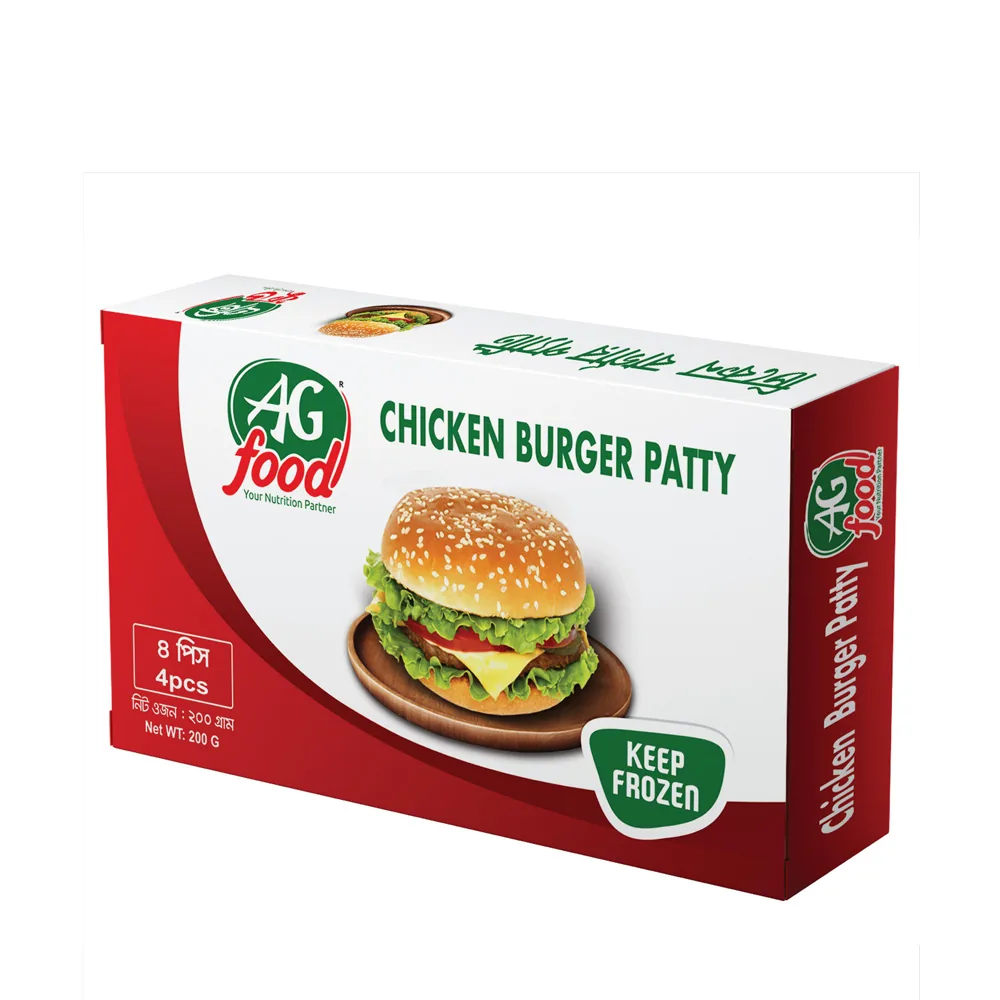 চিকেন বার্গার প্যাটি
AG
food
®
Your Nutrition Partner
CHICKEN BURGER PATTY
৪ পিস
4pcs
নিট ওজন : ২০০ গ্রাম
Net WT: 200 G
KEEP
FROZEN
AG
food
Your Nutrition Partner
Chicken Burger Patty